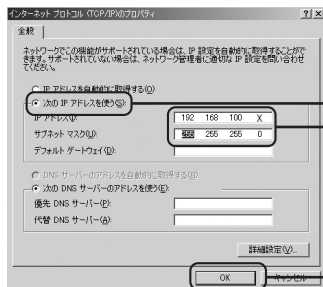 インターネット プロトコル (TCP/IP)のプロパティ
全般
ネットワークでこの機能がサポートされている場合は、IP 設定を自動的に取得することがで
きます。サポートされていない場合は、ネットワーク管理者に適切な IP 設定を問い合わせ
てください。
IP アドレスを自動的に取得する(O)
次の IP アドレスを使う(S):
IP アドレス(I):
192 168 100 X
サブネット マスク(U):
255 255 255 0
デフォルト ゲートウェイ(D):
DNS サーバーのアドレスを自動的に取得する(B)
次の DNS サーバーのアドレスを使う(E):
優先 DNS サーバー(P):
代替 DNS サーバー(A):
詳細設定(V)...
OK
キャンセル